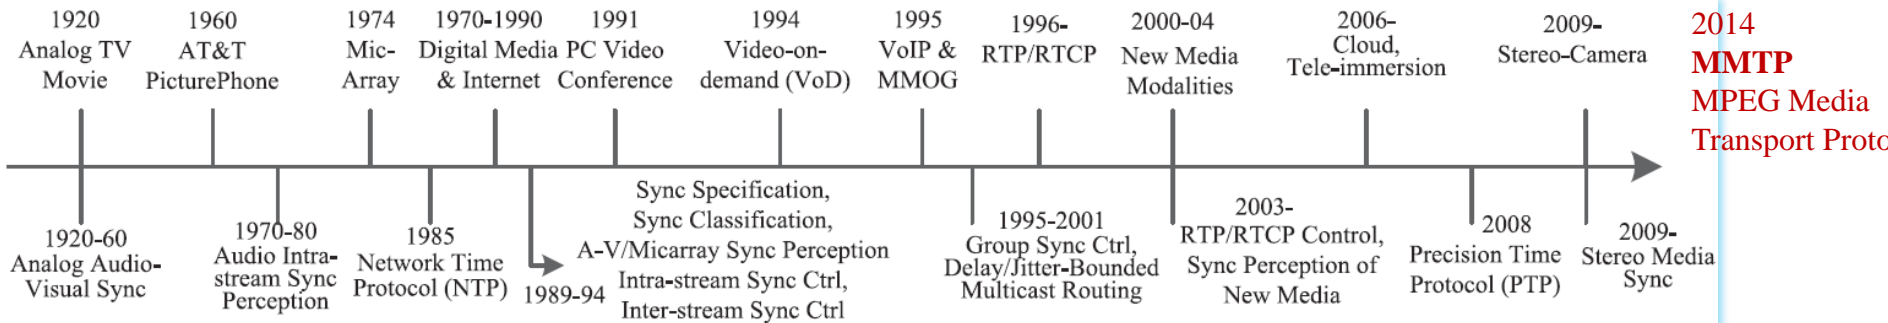 1920
Analog TV
Movie
1960
AT&T
PicturePhone
1974
Mic-
Array
1970-1990
Digital Media
& Internet
1991
PC Video
Conference
1994
Video-on-
demand (VoD)
1995
VoIP &
MMOG
1996-
RTP/RTCP
2000-04
New Media
Modalities
2006-
Cloud,
Tele-immersion
2009-
Stereo-Camera
2014
MMTP
MPEG Media
Transport Proto
1920-60
Analog Audio-
Visual Sync
1970-80
Audio Intra-
stream Sync
Perception
1985
Network Time
Protocol (NTP)
1989-94
Sync Specification,
Sync Classification,
A-V/Micarray Sync Perception
Intra-stream Sync Ctrl,
Inter-stream Sync Ctrl
1995-2001
Group Sync Ctrl,
Delay/Jitter-Bounded
Multicast Routing
2003-
RTP/RTCP Control,
Sync Perception of
New Media
2008
Precision Time
Protocol (PTP)
2009-
Stereo Media
Sync